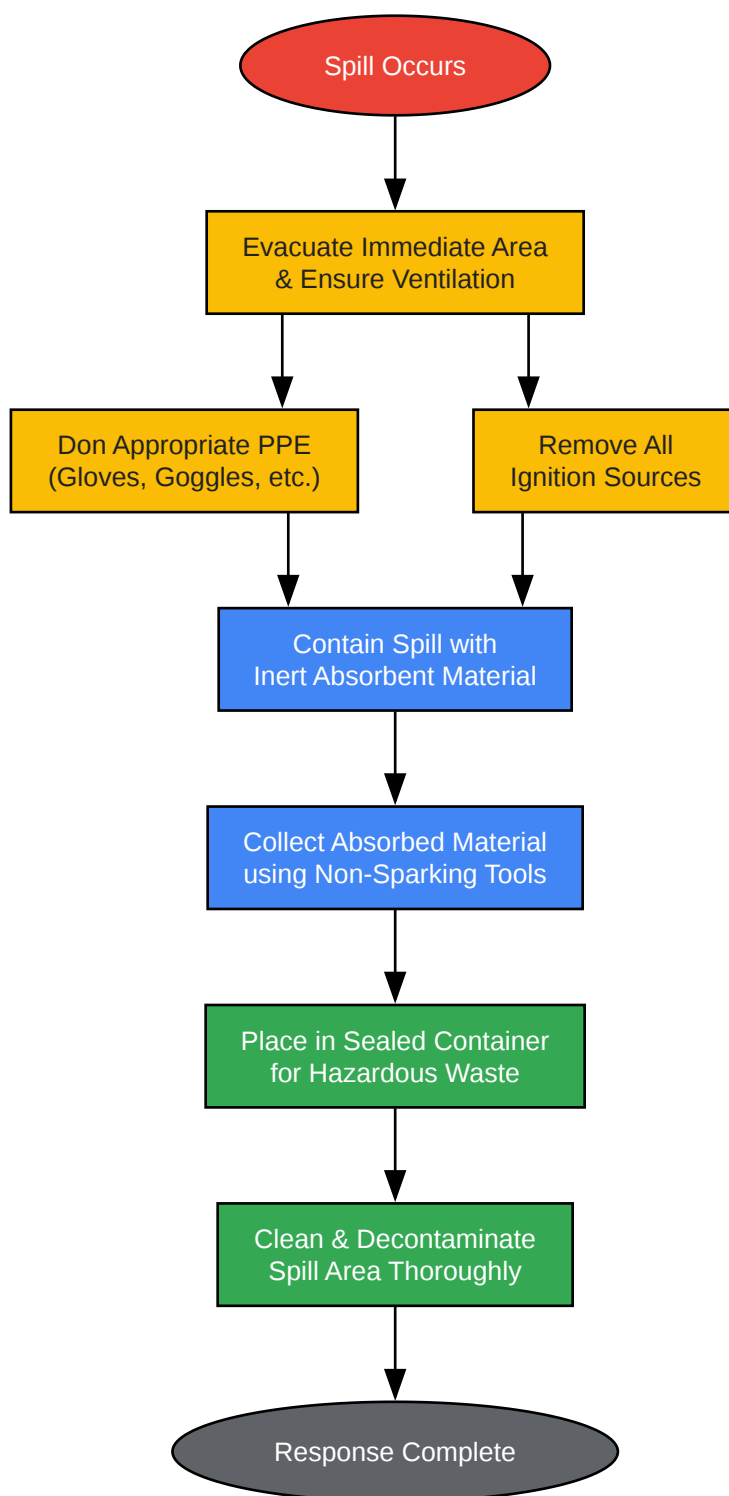 Spill Occurs
Evacuate Immediate Area
& Ensure Ventilation
Don Appropriate PPE
(Gloves, Goggles, etc.)
Remove All
Ignition Sources
Contain Spill with
Inert Absorbent Material
Collect Absorbed Material
using Non-Sparking Tools
Place in Sealed Container
for Hazardous Waste
Clean & Decontaminate
Spill Area Thoroughly
Response Complete